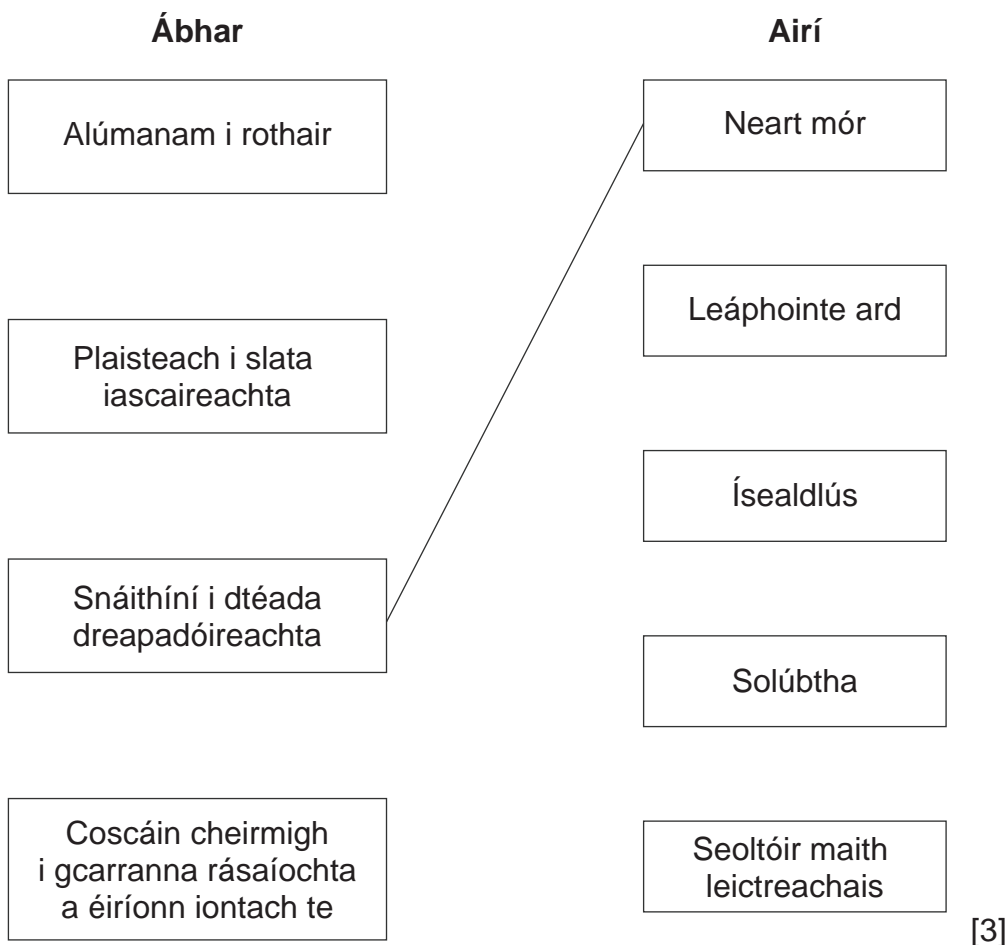 Ábhar
Airí
Alúmanam i rothair
Neart mór
Leáphointe ard
Plaisteach i slata
iascaireachta
Ísealdlús
Snáithíní i dtéada
dreapadóireachta
Solúbtha
Coscáin cheirmigh
i gcarranna rásaíochta
a éiríonn iontach te
Seoltóir maith
leictreachais
[3]